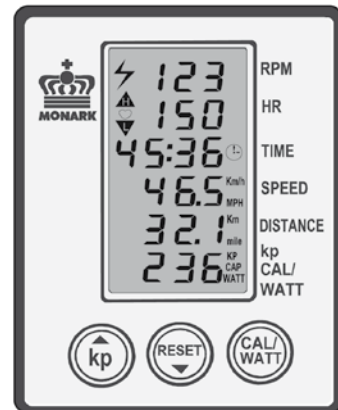 MONARK
123 RPM
H 150 HR
L
45:36 TIME
46.5 Km/h MPH SPEED
32.1 Km mile DISTANCE
236 KP CAP WATT kp CAL/ WATT
kp
RESET
CAL/ WATT